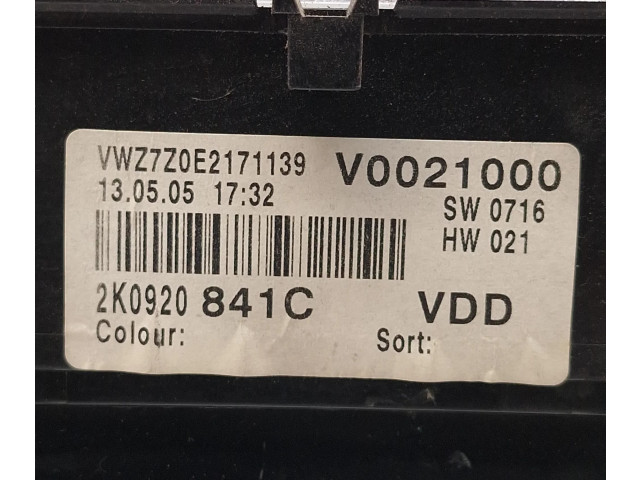 VWZ7Z0E2171139 V0021000
13.05.05 17:32 SW 0716
HW 021
2K0920 841C VDD
Colour: Sort: